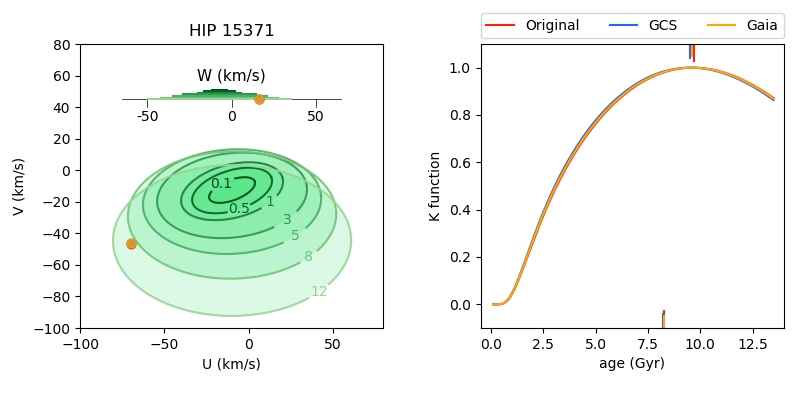 HIP 15371
80
60
40
20
0
−20
−40
−60
−80
−100
V (km/s)
W (km/s)
-50 0 50
0.1
0.5
1
3
5
8
12
−100 −50 0 50
U (km/s)
Original GCS Gaia
1.0
0.8
0.6
0.4
0.2
0.0
K function
0.0 2.5 5.0 7.5 10.0 12.5
age (Gyr)